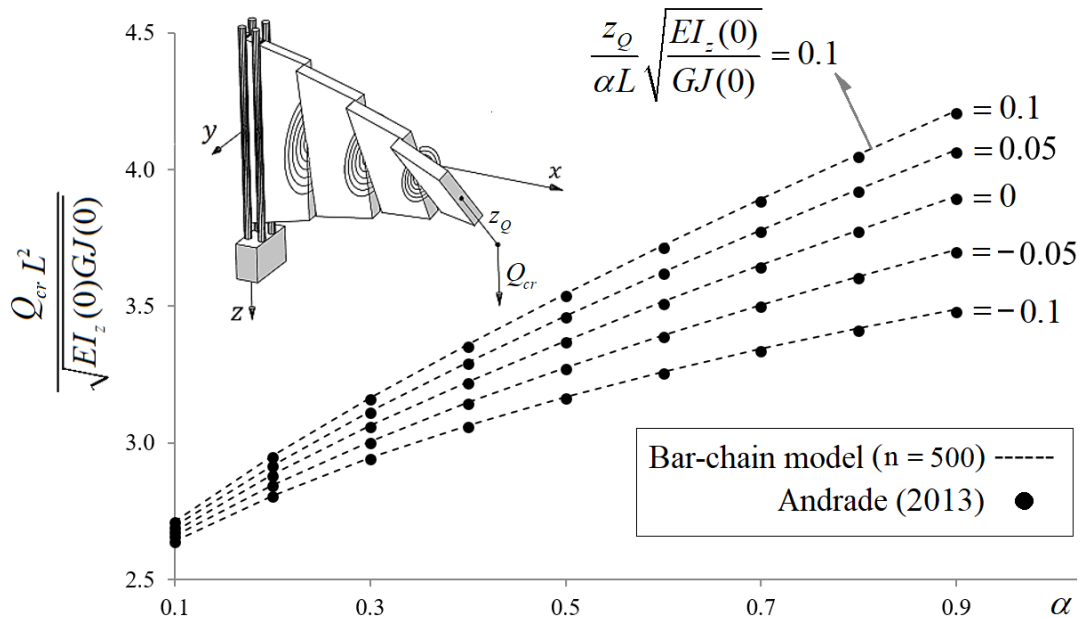 4.5
4.0
3.5
3.0
2.5
0.1
0.3
0.5
0.7
0.9
α
Q_cr L²
√EI_z(0)GJ(0)
y
x
z
z_Q
Q_cr
z_Q/αL √EI_z(0)/GJ(0) = 0.1
= 0.1
= 0.05
= 0
= −0.05
= −0.1
Bar-chain model (n = 500) -----
Andrade (2013) ●